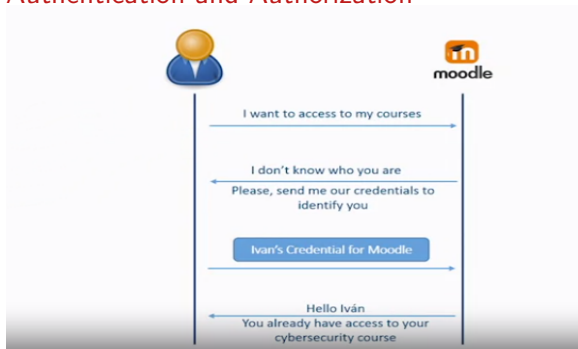 Authentication and Authorization
moodle
I want to access to my courses
I don't know who you are
Please, send me our credentials to
identify you
Ivan's Credential for Moodle
Hello Iván
You already have access to your
cybersecurity course